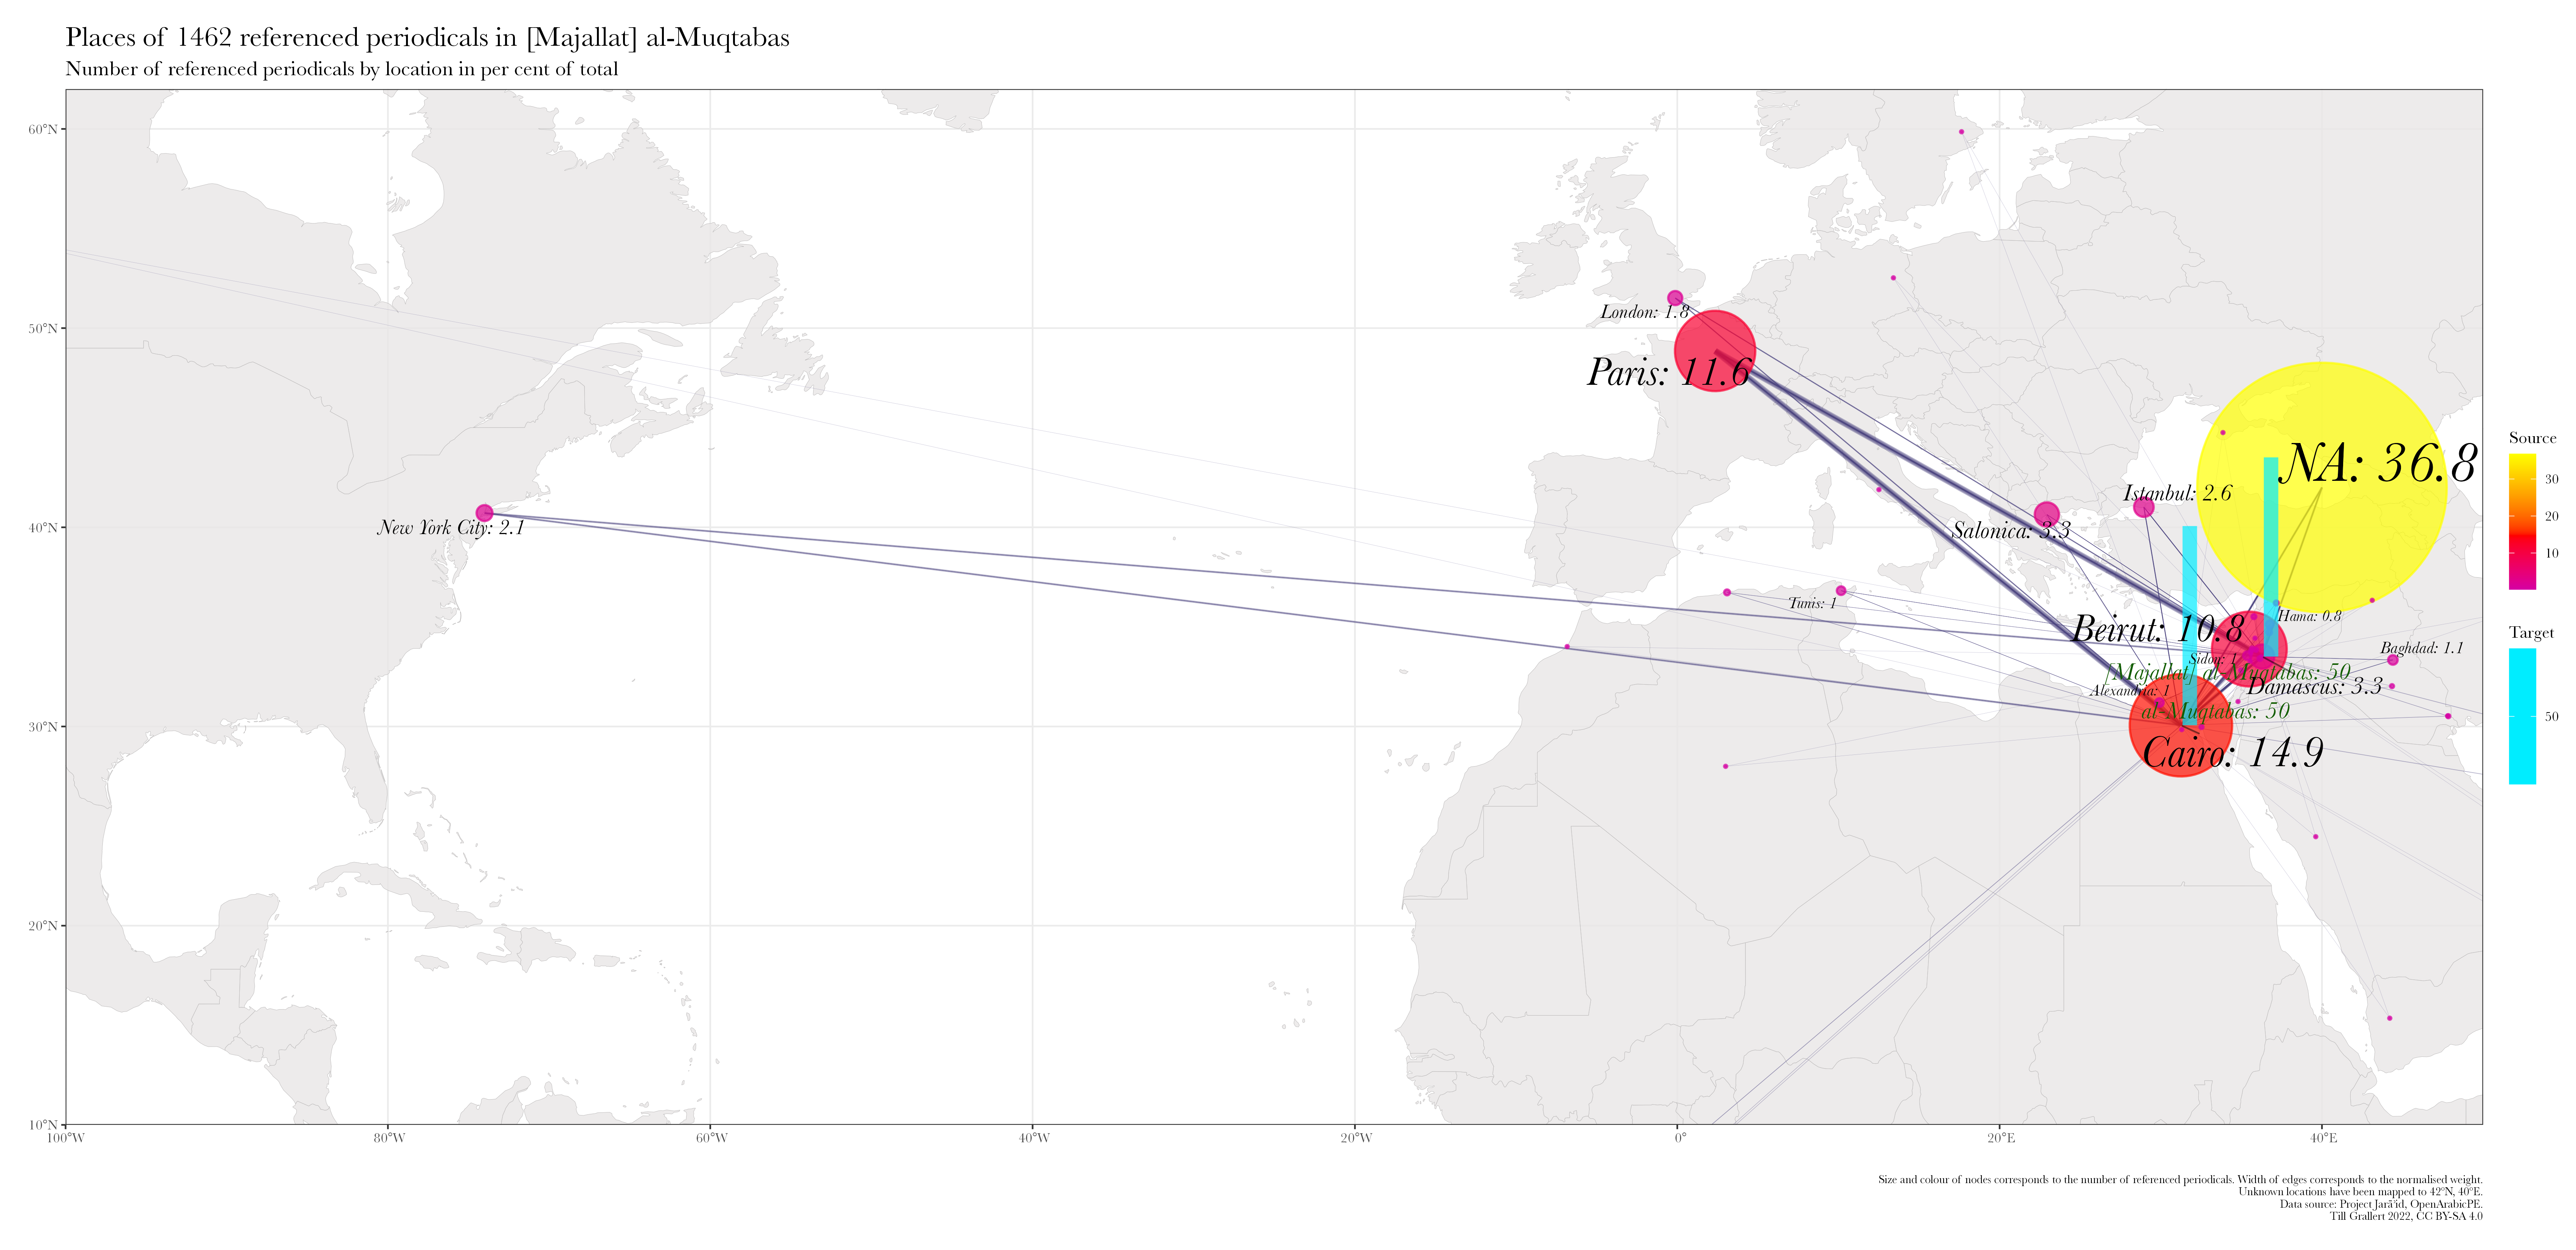 Places of 1462 referenced periodicals in [Majallat] al-Muqtabas
Number of referenced periodicals by location in per cent of total
60°N
50°N
40°N
30°N
20°N
10°N
100°W
80°W
60°W
40°W
20°W
0°
20°E
40°E
London: 1.8
Paris: 11.6
NA: 36.8
Istanbul: 2.6
New York City: 2.1
Salonica: 3.3
Tunis: 1
Hama: 0.8
Beirut: 10.8
Baghdad: 1.1
Sidon: 1
[Majallat] al-Muqtabas: 50
Damascus: 3.3
Alexandria: 1
al-Muqtabas: 50
Cairo: 14.9
Source
30
20
10
Target
50
Size and colour of nodes corresponds to the number of referenced periodicals. Width of edges corresponds to the normalised weight.
Unknown locations have been mapped to 42°N, 40°E.
Data source: Project Jarāʾid, OpenArabicPE.
Till Grallert 2022, CC BY-SA 4.0